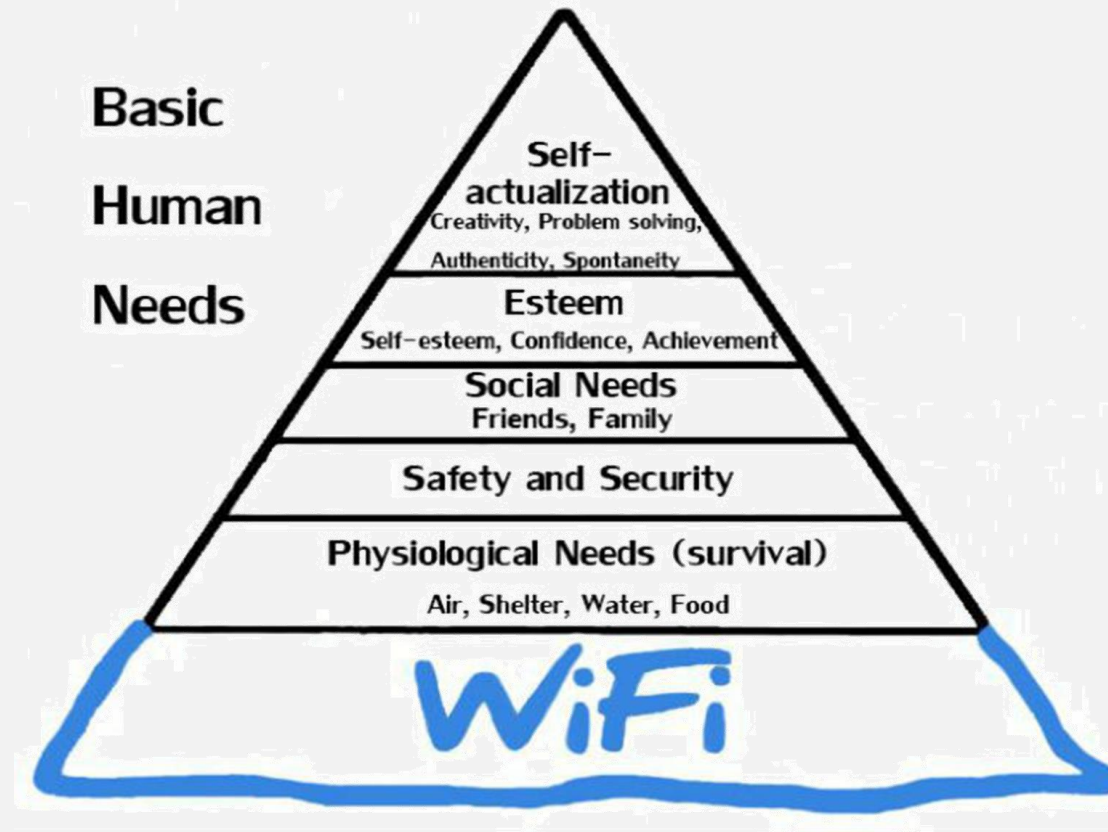 Basic
Human
Needs
Self-
actualization
Creativity, Problem solving,
Authenticity, Spontaneity
Esteem
Self-esteem, Confidence, Achievement
Social Needs
Friends, Family
Safety and Security
Physiological Needs (survival)
Air, Shelter, Water, Food
WiFi